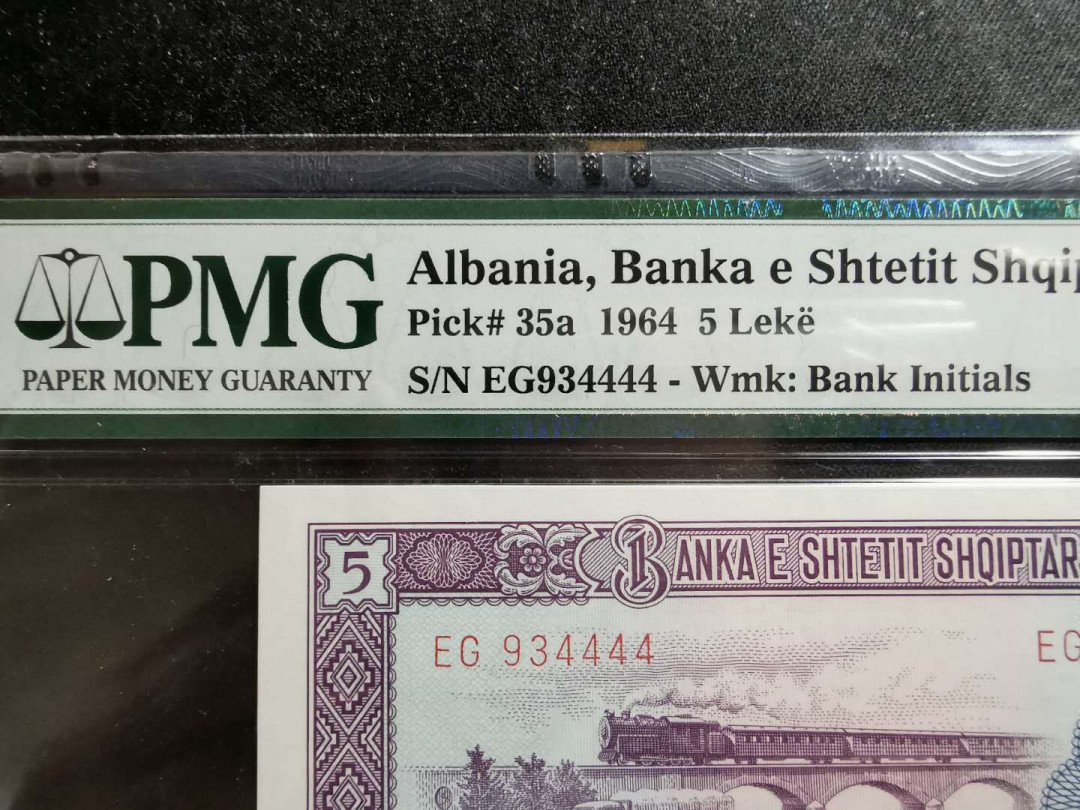 PMG
PAPER MONEY GUARANTY
Albania, Banka e Shtetit Shqip
Pick# 35a 1964 5 Lekë
S/N EG934444 - Wmk: Bank Initials
5
BANKA E SHTETIT SHQIPTAR
EG 934444
EG